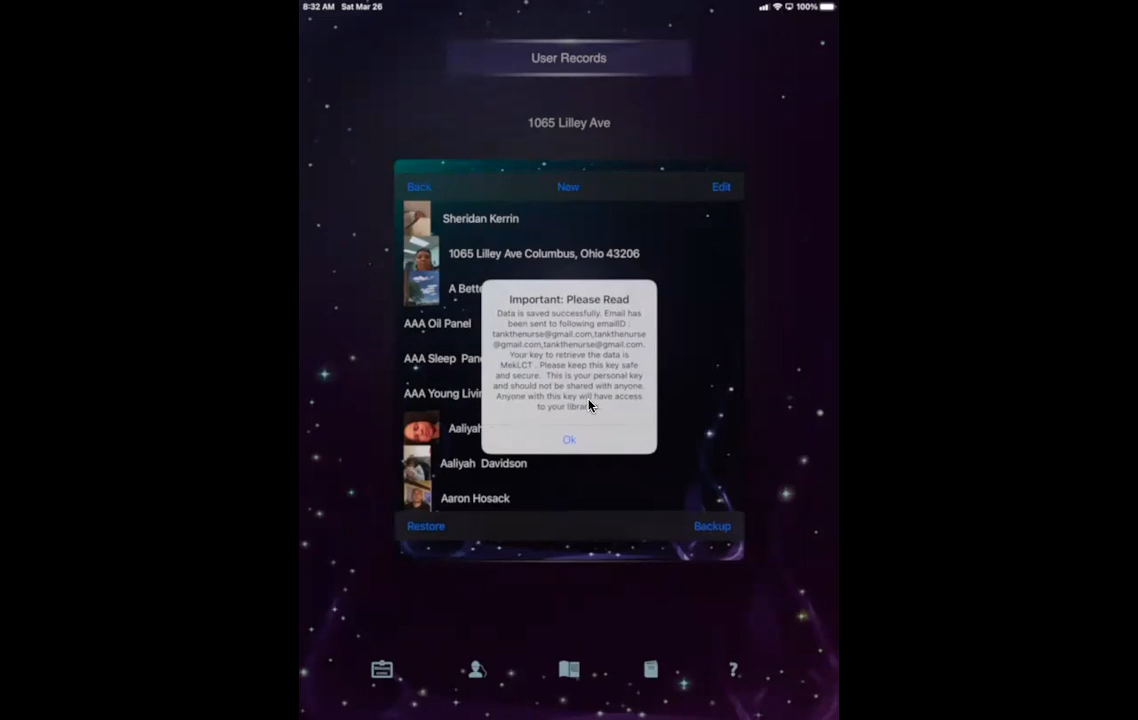 8:32 AM Sat Mar 26
100%
User Records
1065 Lilley Ave
Back New Edit
Sheridan Kerrin
1065 Lilley Ave Columbus, Ohio 43206
A Bette
AAA Oil Panel
AAA Sleep Pan
AAA Young Livi
Aaliyah
Aaliyah Davidson
Aaron Hosack
Important: Please Read
Data is saved successfully. Email has
been sent to following emailID :
tankthenurse@gmail.com,tankthenurse
@gmail.com,tankthenurse@gmail.com.
Your key to retrieve the data is
MekLCT . Please keep this key safe
and secure. This is your personal key
and should not be shared with anyone.
Anyone with this key will have access
to your
Ok
Restore Backup
?